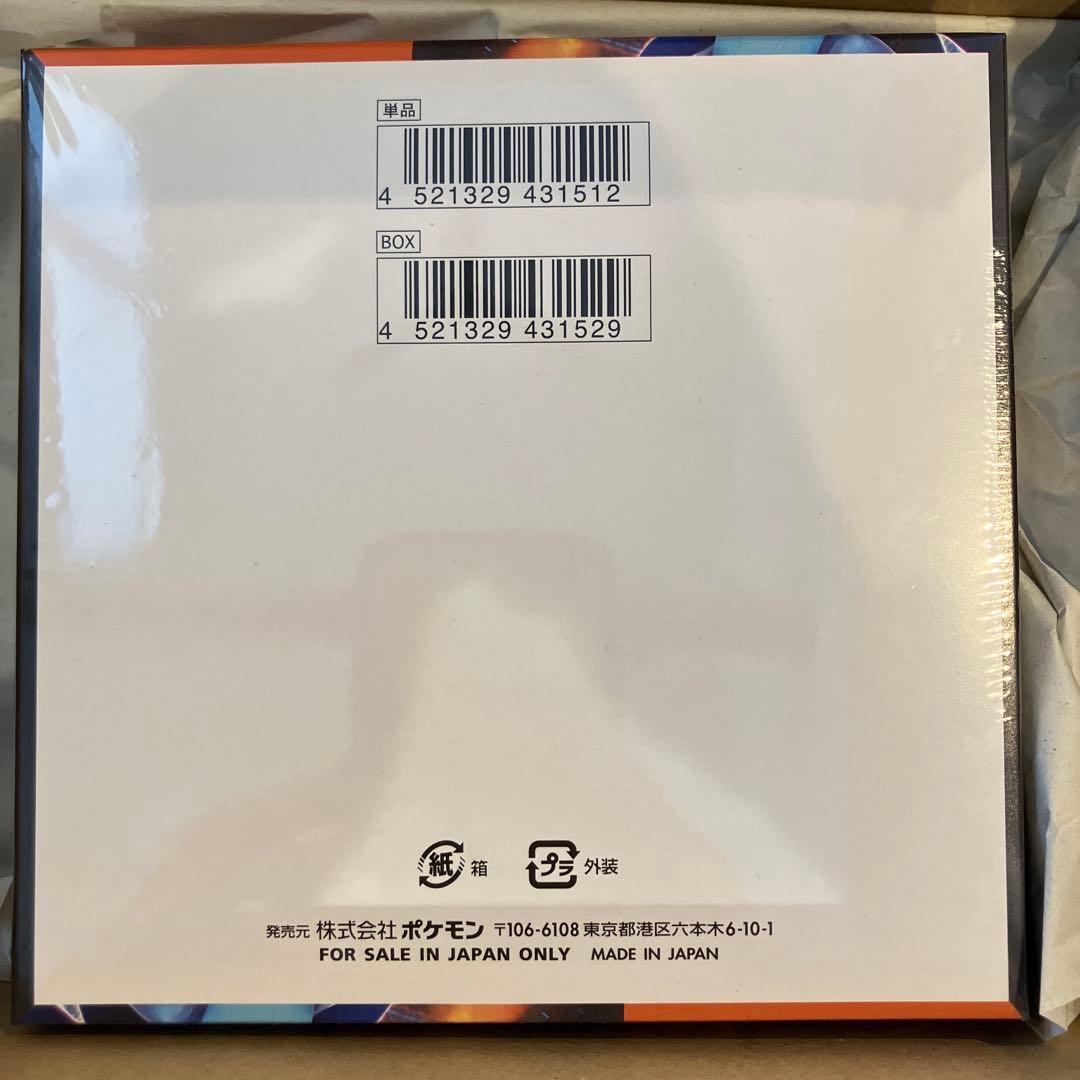 単品
4 521329 431512
BOX
4 521329 431529
紙 箱 プラ 外装
発売元 株式会社 ポケモン 〒106-6108 東京都港区六本木6-10-1
FOR SALE IN JAPAN ONLY MADE IN JAPAN